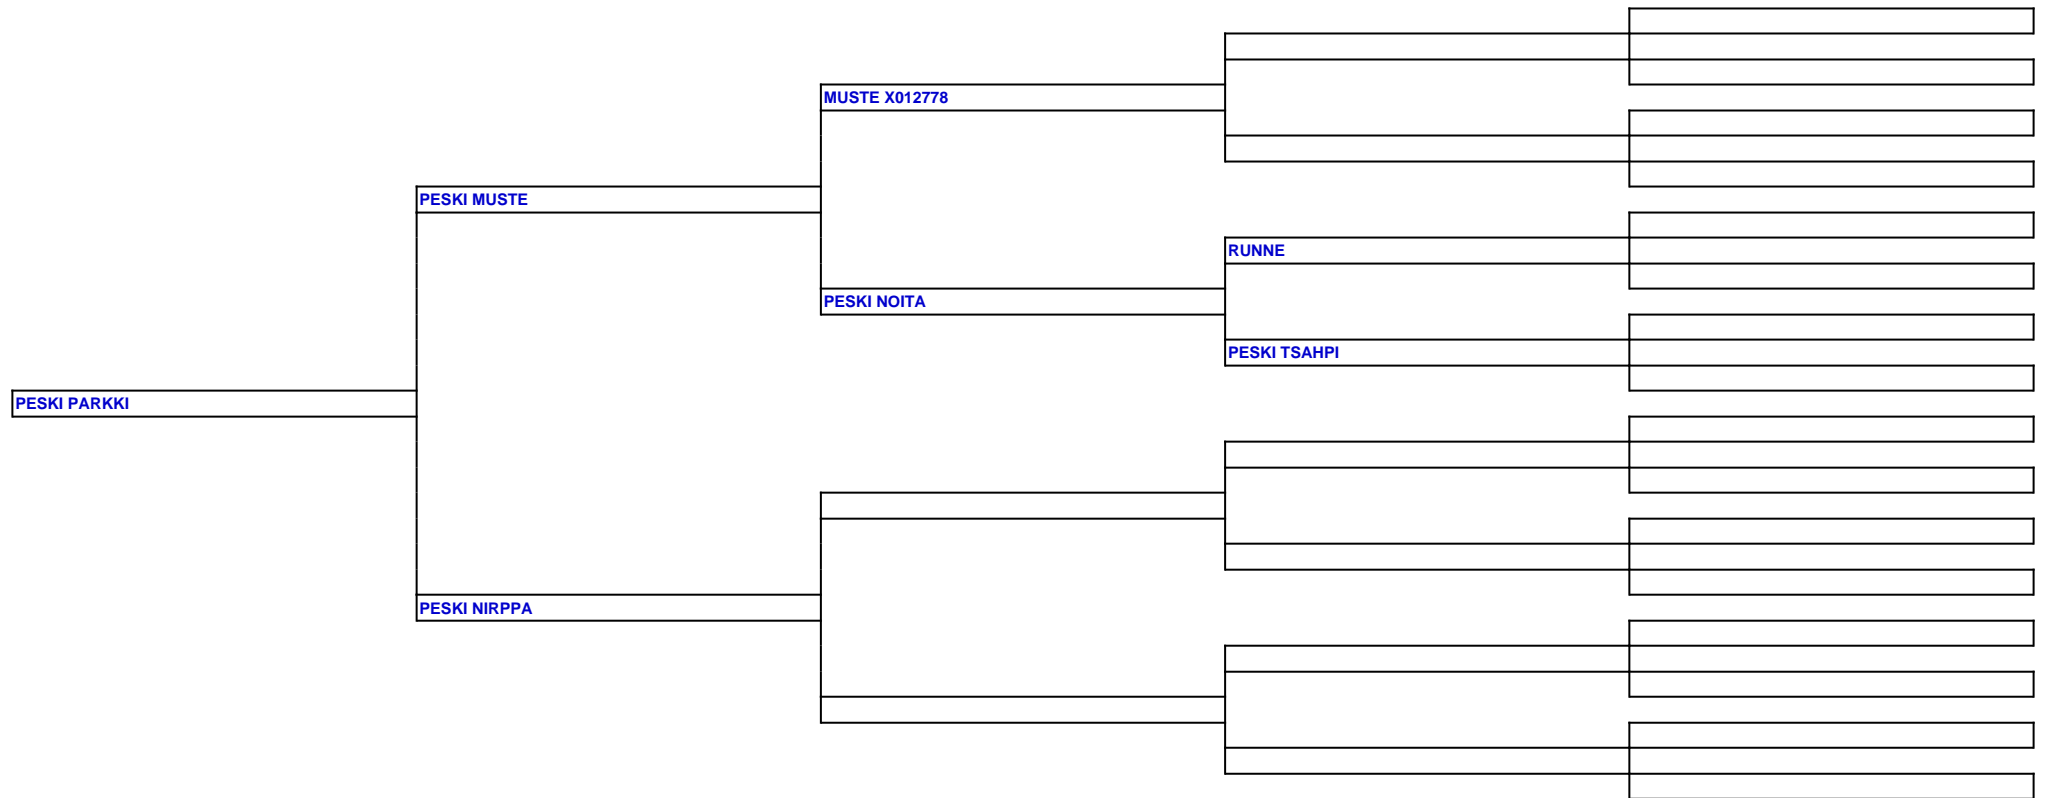 MUSTE X012778
PESKI MUSTE
RUNNE
PESKI NOITA
PESKI TSAHPI
PESKI PARKKI
PESKI NIRPPA